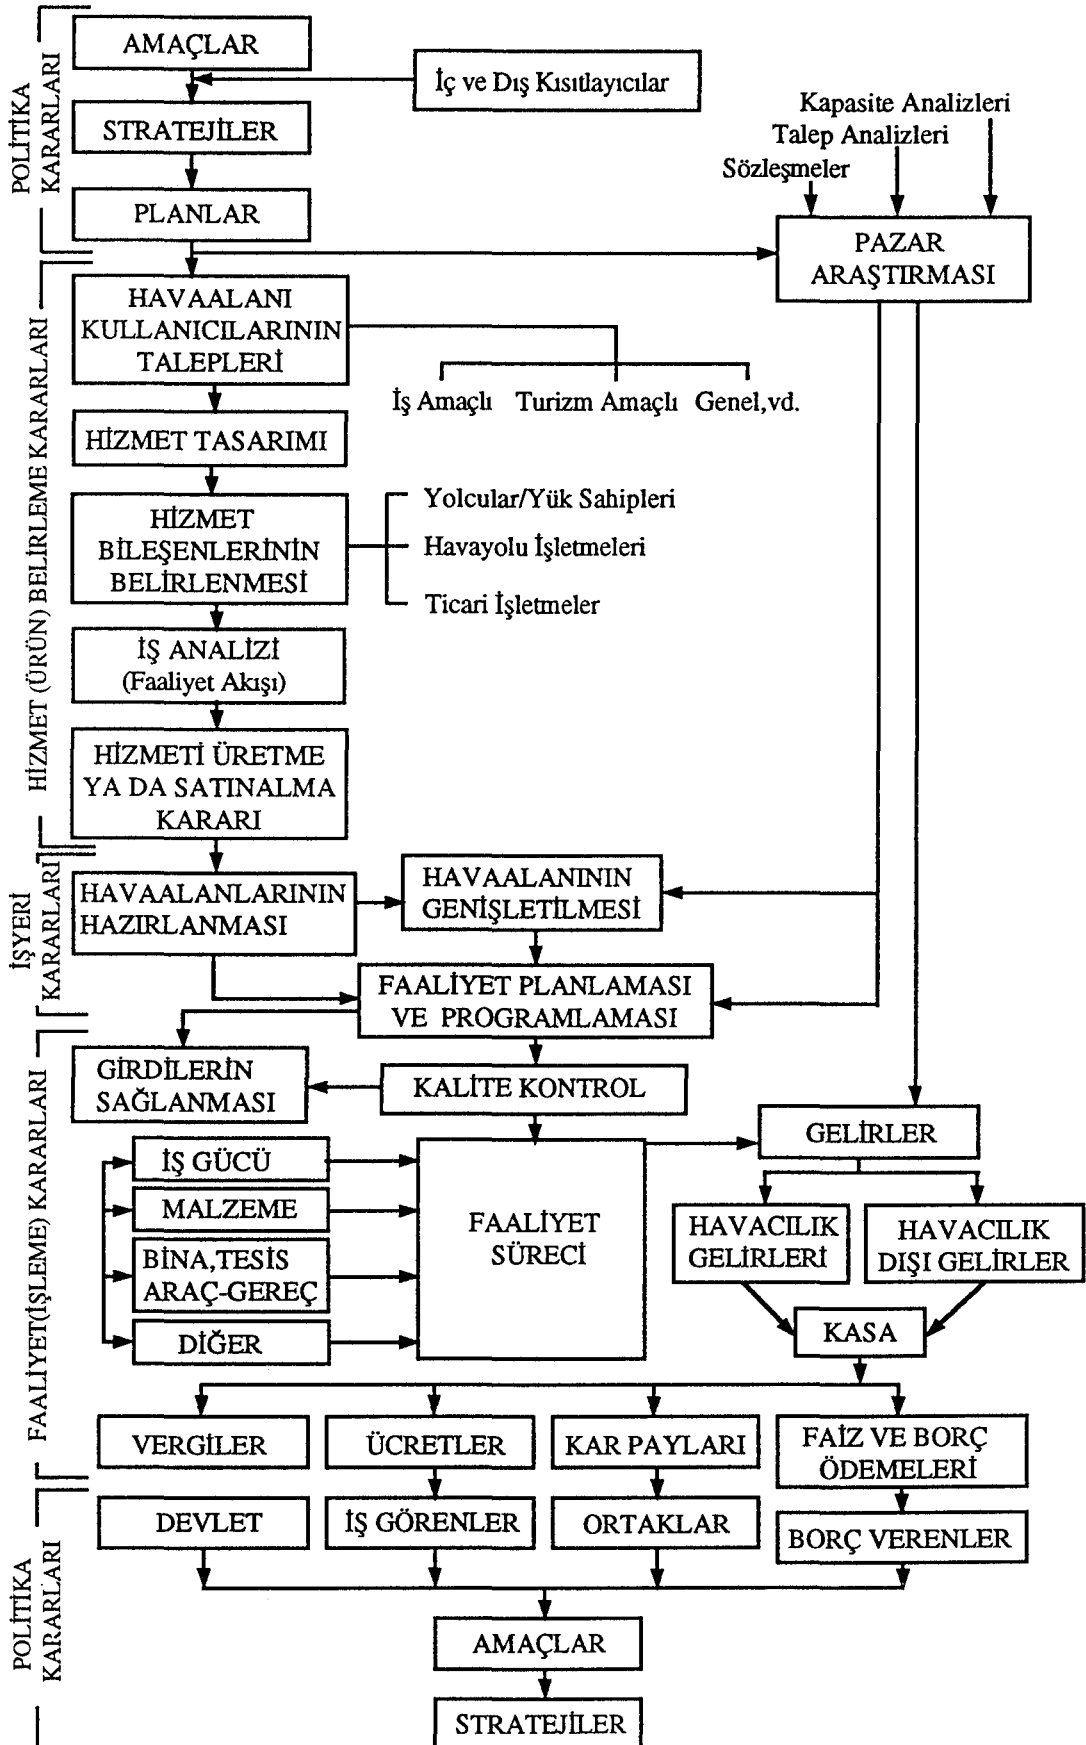 POLİTİKA
KARARLARI
AMAÇLAR
İç ve Dış Kısıtlayıcılar
STRATEJİLER
PLANLAR
Kapasite Analizleri
Talep Analizleri
Sözleşmeler
PAZAR
ARAŞTIRMASI
HİZMET (ÜRÜN) BELİRLEME KARARLARI
HAVAALANI
KULLANICILARININ
TALEPLERİ
İş Amaçlı
Turizm Amaçlı
Genel,vd.
HİZMET TASARIMI
HİZMET
BİLEŞENLERİNİN
BELİRLENMESİ
Yolcular/Yük Sahipleri
Havayolu İşletmeleri
Ticari İşletmeler
İŞ ANALİZİ
(Faaliyet Akışı)
HİZMETİ ÜRETME
YA DA SATINALMA
KARARI
İŞYERİ
KARARLARI
HAVAALANLARININ
HAZIRLANMASI
HAVAALANININ
GENİŞLETİLMESİ
FAALİYET PLANLAMASI
VE PROGRAMLAMASI
FAALİYET(İŞLEME) KARARLARI
GİRDİLERİN
SAĞLANMASI
KALİTE KONTROL
İŞ GÜCÜ
MALZEME
BİNA,TESİS
ARAÇ-GEREÇ
DİĞER
FAALİYET
SÜRECİ
GELİRLER
HAVACILIK
GELİRLERİ
HAVACILIK
DIŞI GELİRLER
KASA
VERGİLER
ÜCRETLER
KAR PAYLARI
FAİZ VE BORÇ
ÖDEMELERİ
POLİTİKA
KARARLARI
DEVLET
İŞ GÖRENLER
ORTAKLAR
BORÇ VERENLER
AMAÇLAR
STRATEJİLER